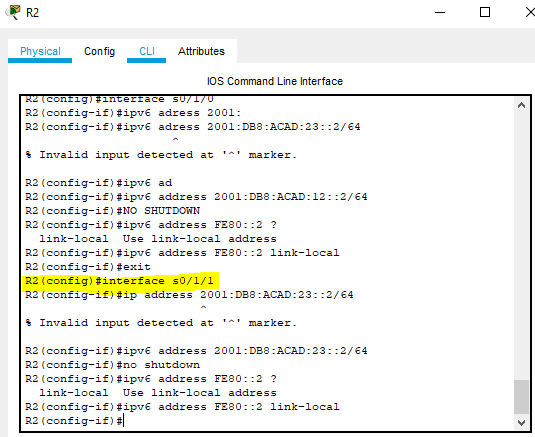 R2
Physical Config CLI Attributes
IOS Command Line Interface
R2(config)#interface s0/1/0
R2(config-if)#ipv6 adress 2001:
R2(config-if)#ipv6 adress 2001:DB8:ACAD:23::2/64
^
% Invalid input detected at '^' marker.
R2(config-if)#ipv6 ad
R2(config-if)#ipv6 address 2001:DB8:ACAD:12::2/64
R2(config-if)#NO SHUTDOWN
R2(config-if)#ipv6 address FE80::2 ?
link-local Use link-local address
R2(config-if)#ipv6 address FE80::2 link-local
R2(config-if)#exit
R2(config)#interface s0/1/1
R2(config-if)#ip address 2001:DB8:ACAD:23::2/64
^
% Invalid input detected at '^' marker.
R2(config-if)#ipv6 address 2001:DB8:ACAD:23::2/64
R2(config-if)#no shutdown
R2(config-if)#ipv6 address FE80::2 ?
link-local Use link-local address
R2(config-if)#ipv6 address FE80::2 link-local
R2(config-if)#